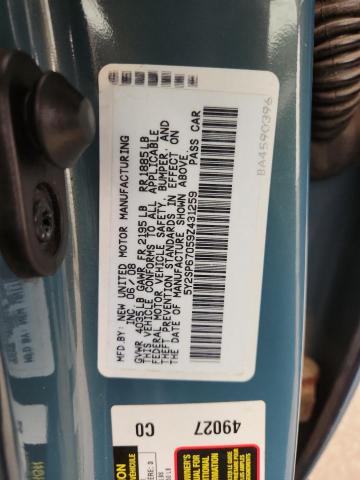 MFD BY: NEW UNITED MOTOR MANUFACTURING
INC 06/08
GVWR 4035LB GAWR FR 2195LB RR 1885LB
THIS VEHICLE CONFORMS TO ALL APPLICABLE
FEDERAL MOTOR VEHICLE SAFETY, BUMPER, AND
THEFT PREVENTION STANDARDS IN EFFECT ON
THE DATE OF MANUFACTURE SHOWN ABOVE.
5Y2SP67059Z431259 PASS CAR
BA4590396
C0 49027